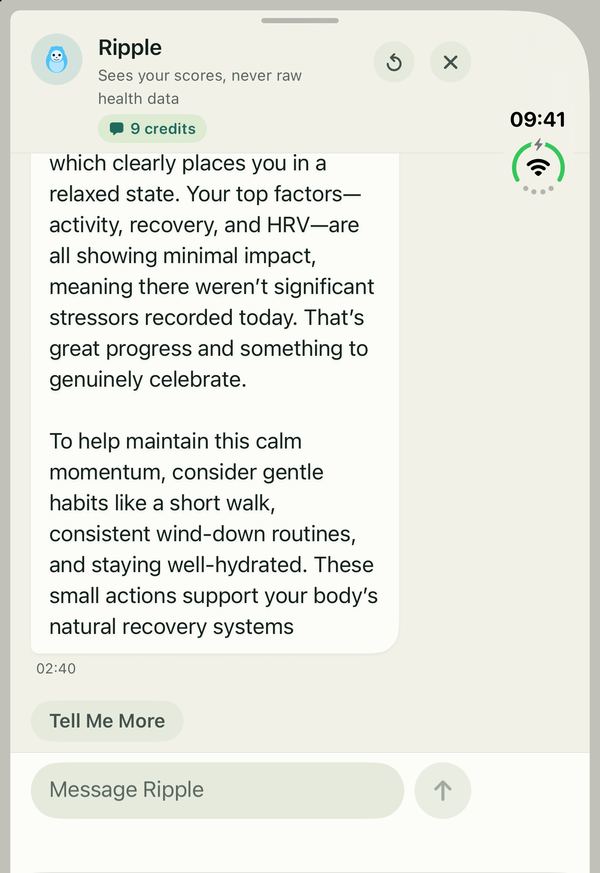 Ripple
Sees your scores, never raw
health data
9 credits
09:41
which clearly places you in a
relaxed state. Your top factors—
activity, recovery, and HRV—are
all showing minimal impact,
meaning there weren’t significant
stressors recorded today. That’s
great progress and something to
genuinely celebrate.
To help maintain this calm
momentum, consider gentle
habits like a short walk,
consistent wind-down routines,
and staying well-hydrated. These
small actions support your body’s
natural recovery systems
02:40
Tell Me More
Message Ripple